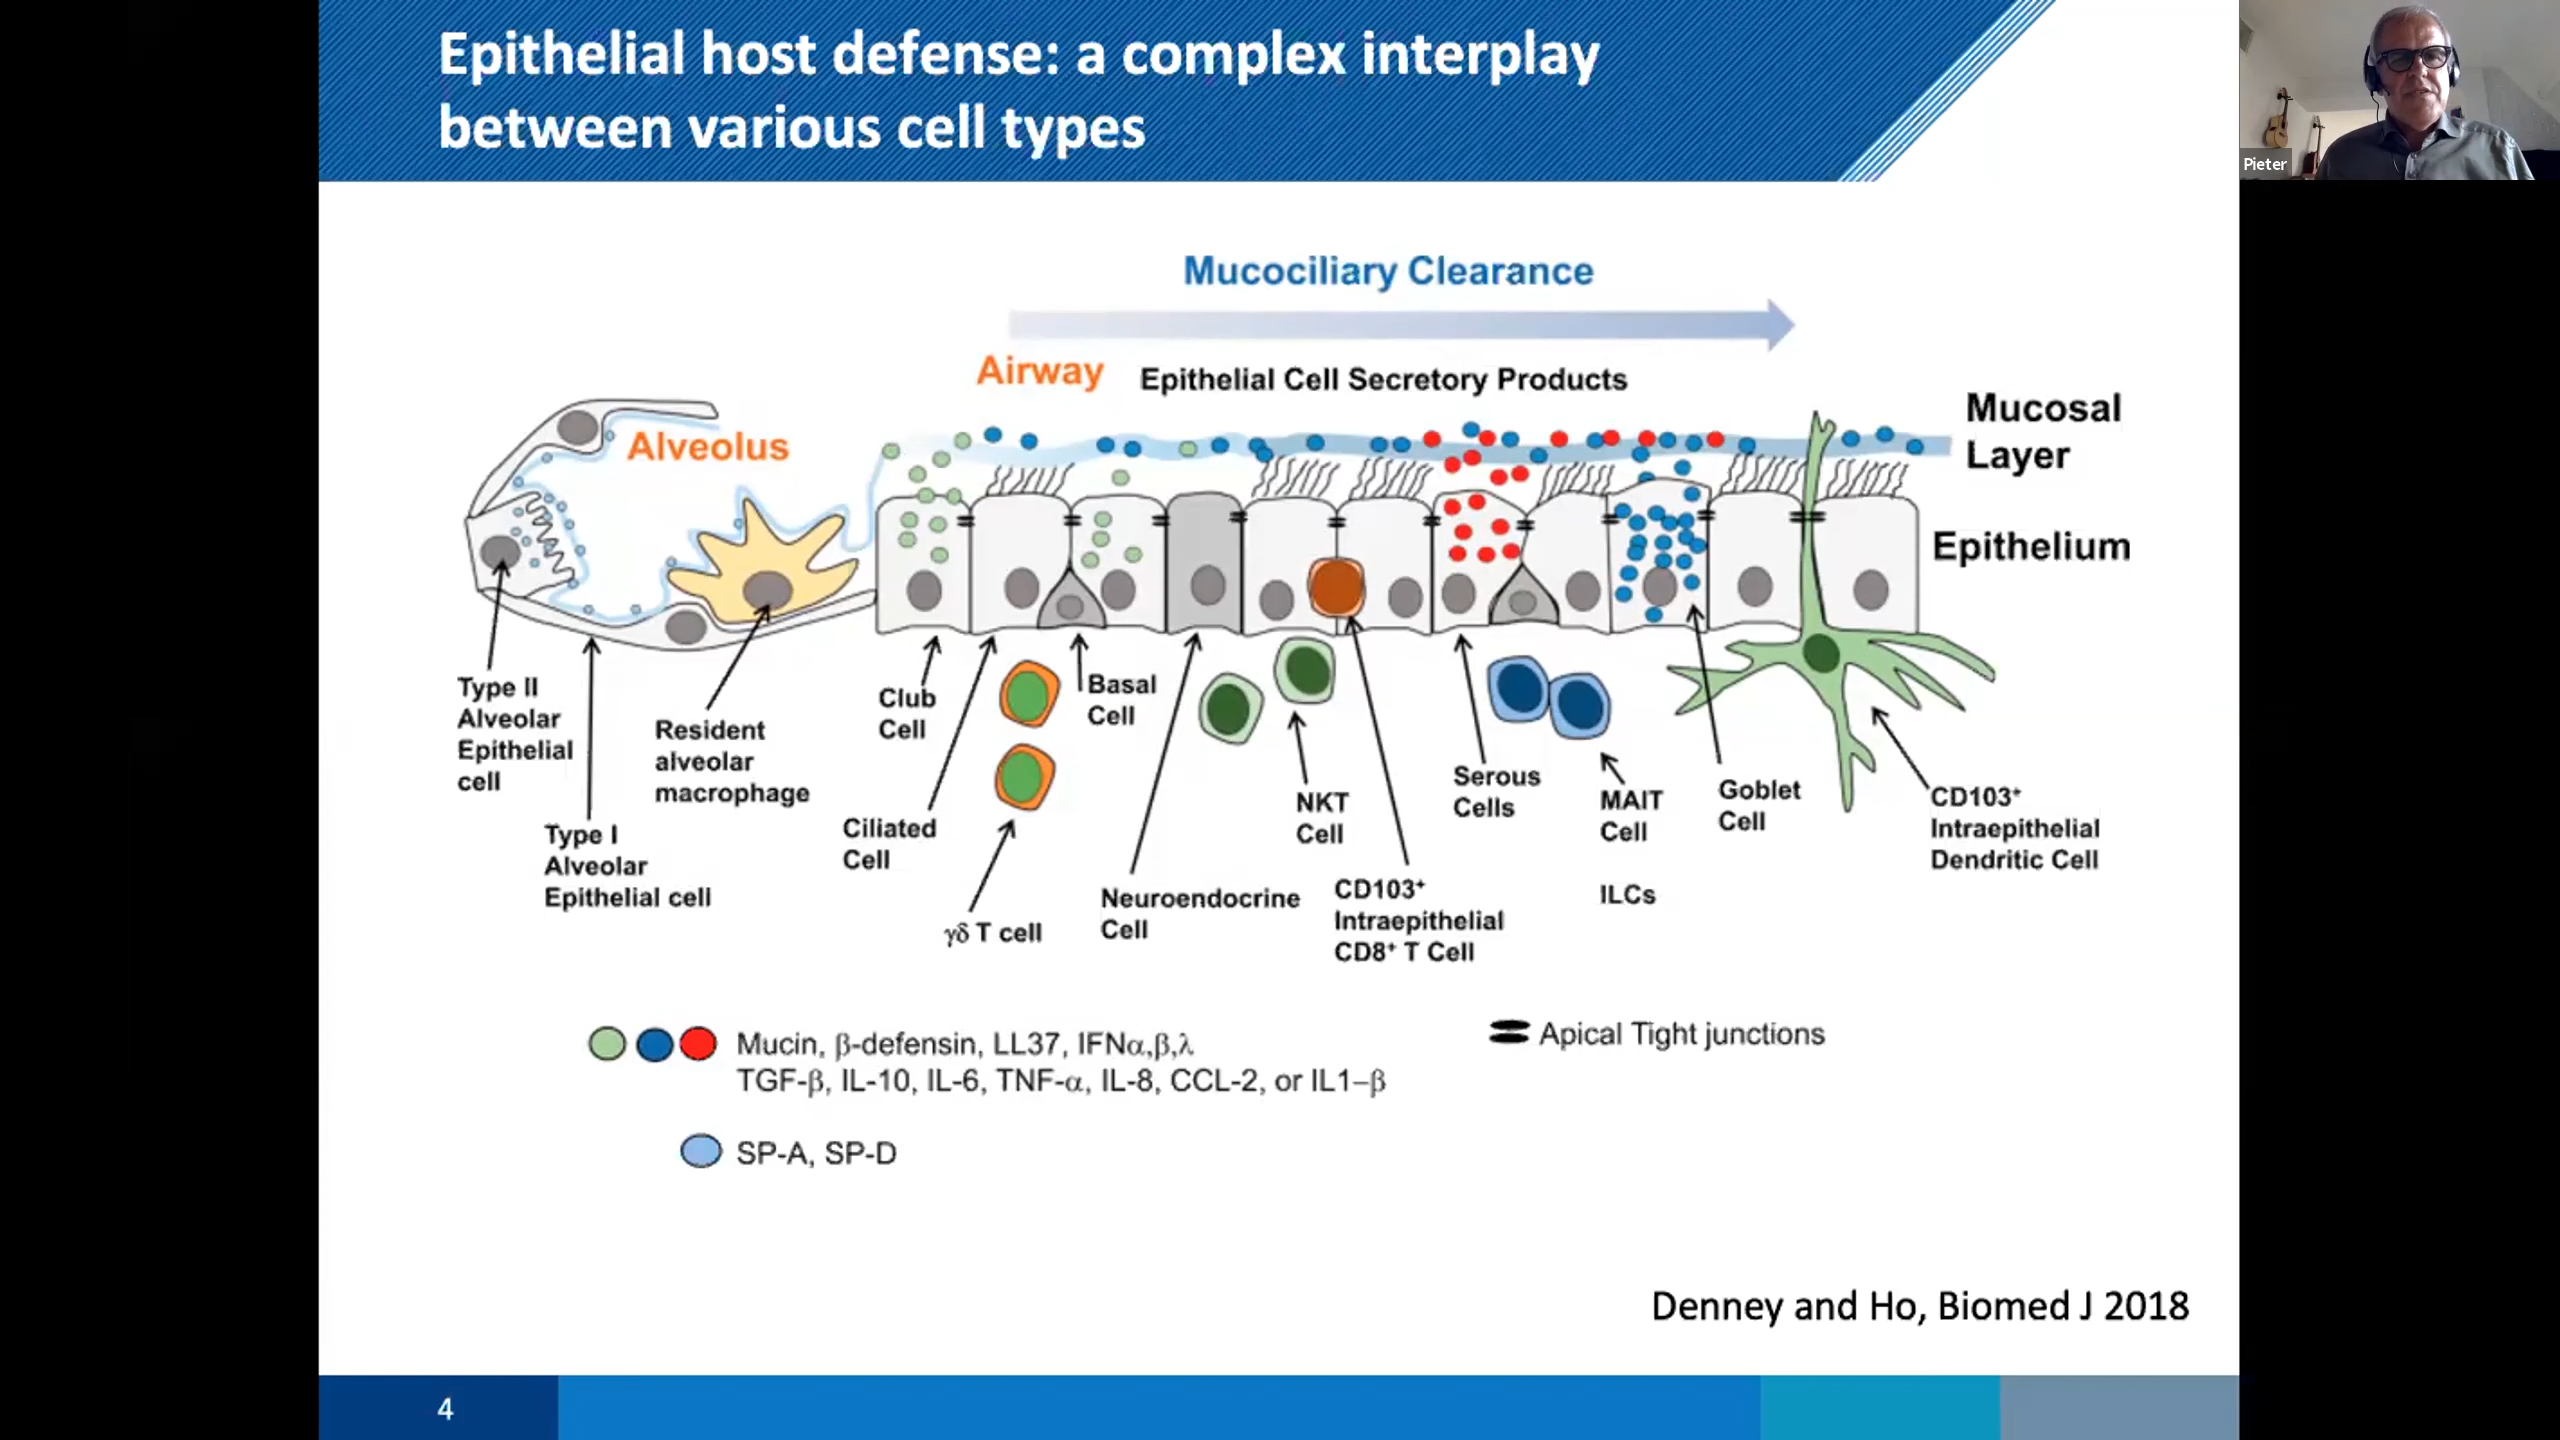 Epithelial host defense: a complex interplay
between various cell types
Pieter
Mucociliary Clearance
Airway
Epithelial Cell Secretory Products
Alveolus
Mucosal
Layer
Epithelium
Type II
Alveolar
Epithelial
cell
Type I
Alveolar
Epithelial cell
Resident
alveolar
macrophage
Club
Cell
Ciliated
Cell
γδ T cell
Basal
Cell
Neuroendocrine
Cell
NKT
Cell
CD103⁺
Intraepithelial
CD8⁺ T Cell
Serous
Cells
MAIT
Cell
ILCs
Goblet
Cell
CD103⁺
Intraepithelial
Dendritic Cell
Mucin, β-defensin, LL37, IFNα,β,λ
TGF-β, IL-10, IL-6, TNF-α, IL-8, CCL-2, or IL1–β
Apical Tight junctions
SP-A, SP-D
Denney and Ho, Biomed J 2018
4